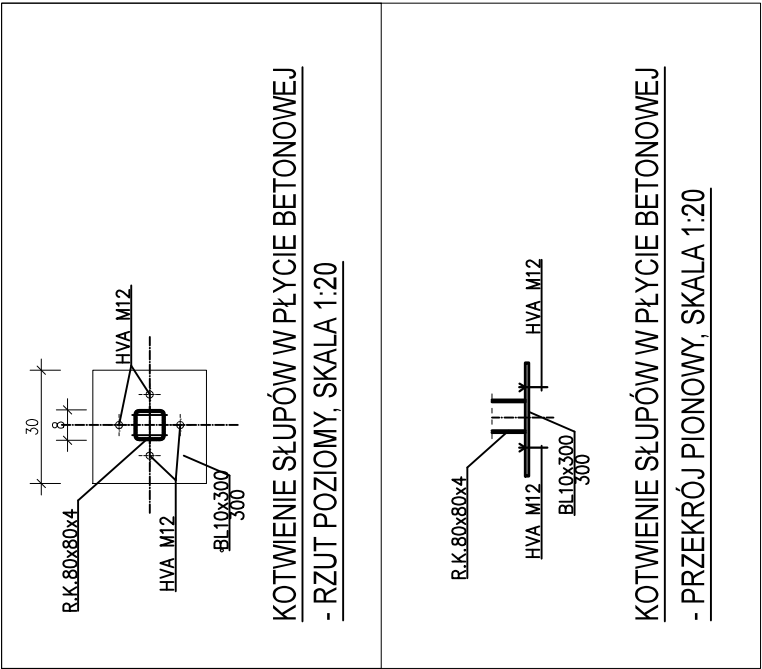 30
8
HVA M12
R.K.80x80x4
HVA M12
BL10x300
300
KOTWIENIE SŁUPÓW W PŁYCIE BETONOWEJ
- RZUT POZIOMY, SKALA 1:20
R.K.80x80x4
HVA M12
HVA M12
BL10x300
300
KOTWIENIE SŁUPÓW W PŁYCIE BETONOWEJ
- PRZEKRÓJ PIONOWY, SKALA 1:20